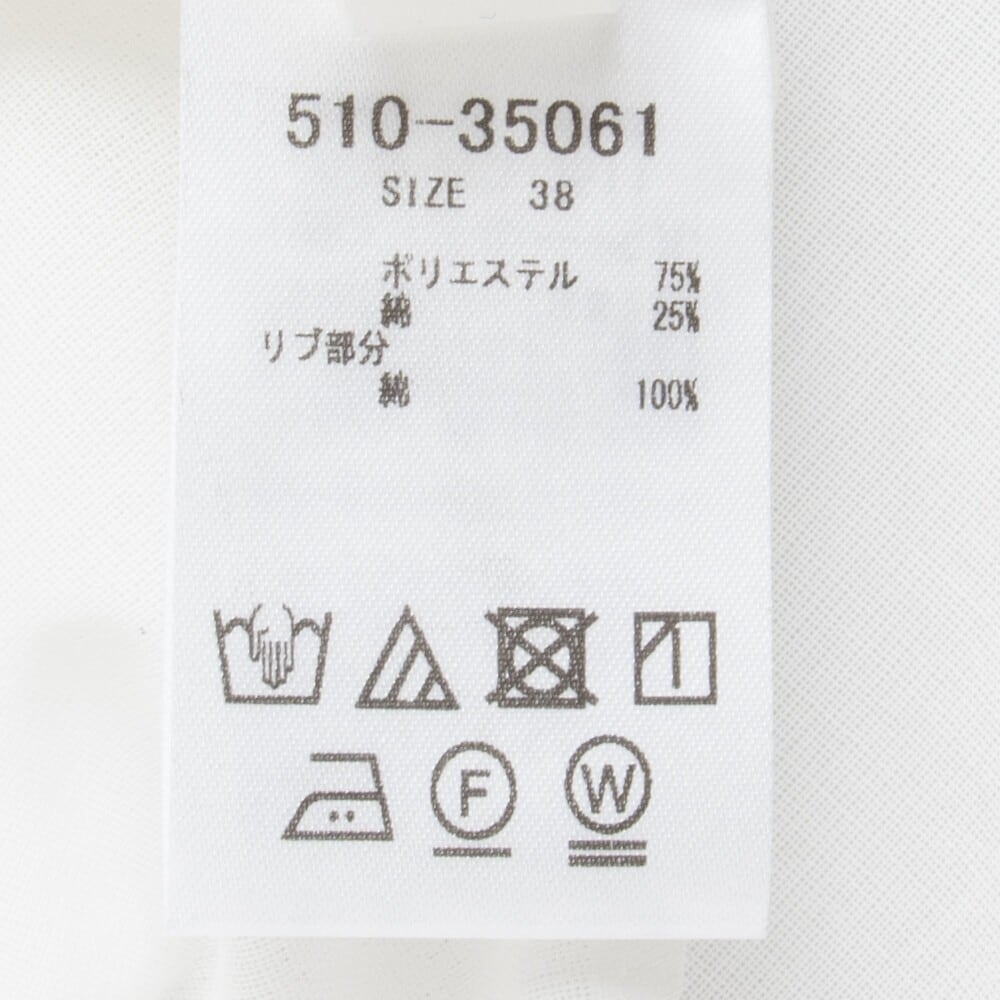 510-35061
SIZE 38
ポリエステル 75%
綿 25%
リブ部分
綿 100%
F W